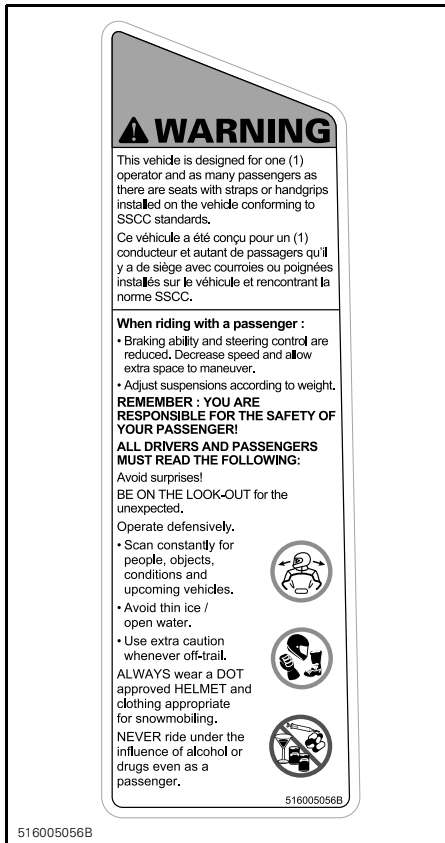 WARNING
This vehicle is designed for one (1)
operator and as many passengers as
there are seats with straps or handgrips
installed on the vehicle conforming to
SSCC standards.
Ce véhicule a été conçu pour un (1)
conducteur et autant de passagers qu'il
y a de siège avec courroies ou poignées
installés sur le véhicule et rencontrant la
norme SSCC.
When riding with a passenger :
• Braking ability and steering control are
reduced. Decrease speed and allow
extra space to maneuver.
• Adjust suspensions according to weight.
REMEMBER : YOU ARE
RESPONSIBLE FOR THE SAFETY OF
YOUR PASSENGER!
ALL DRIVERS AND PASSENGERS
MUST READ THE FOLLOWING:
Avoid surprises!
BE ON THE LOOK-OUT for the
unexpected.
Operate defensively.
• Scan constantly for
people, objects,
conditions and
upcoming vehicles.
• Avoid thin ice /
open water.
• Use extra caution
whenever off-trail.
ALWAYS wear a DOT
approved HELMET and
clothing appropriate
for snowmobiling.
NEVER ride under the
influence of alcohol or
drugs even as a
passenger.
516005056B
516005056B